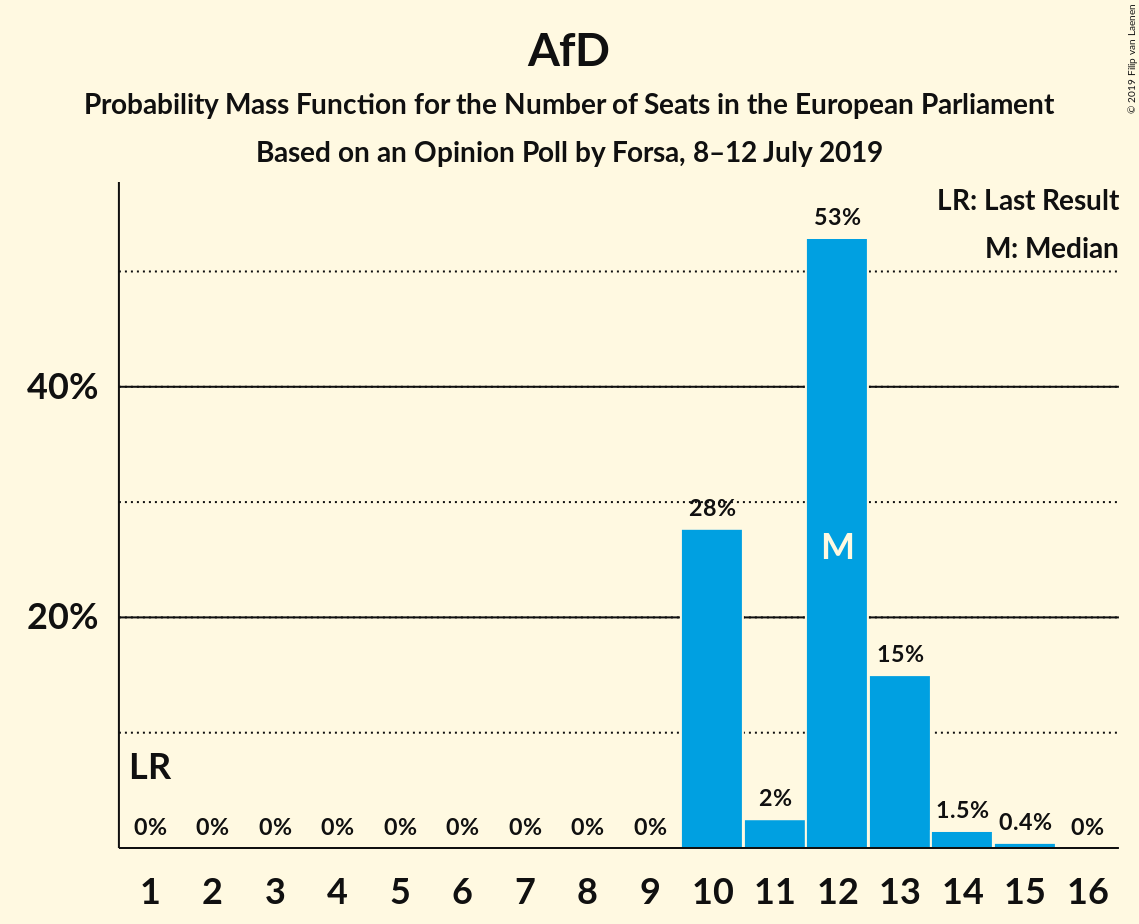 AfD
Probability Mass Function for the Number of Seats in the European Parliament
Based on an Opinion Poll by Forsa, 8–12 July 2019
© 2019 Filip van Laenen
LR: Last Result
M: Median
53%
40%
28%
M
20%
15%
LR
0% 0% 0% 0% 0% 0% 0% 0% 0% 2% 1.5% 0.4% 0%
1 2 3 4 5 6 7 8 9 10 11 12 13 14 15 16